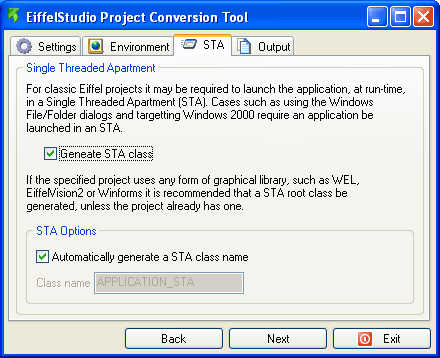 EiffelStudio Project Conversion Tool
Settings Environment STA Output
Single Threaded Apartment
For classic Eiffel projects it may be required to launch the application, at run-time,
in a Single Threaded Apartment (STA). Cases such as using the Windows
File/Folder dialogs and targetting Windows 2000 require an application be
launched in an STA.
Geneate STA class
If the specified project uses any form of graphical library, such as WEL,
EiffelVision2 or Winforms it is recommended that a STA root class be
generated, unless the project already has one.
STA Options
Automatically generate a STA class name
Class name APPLICATION_STA
Back Next Exit